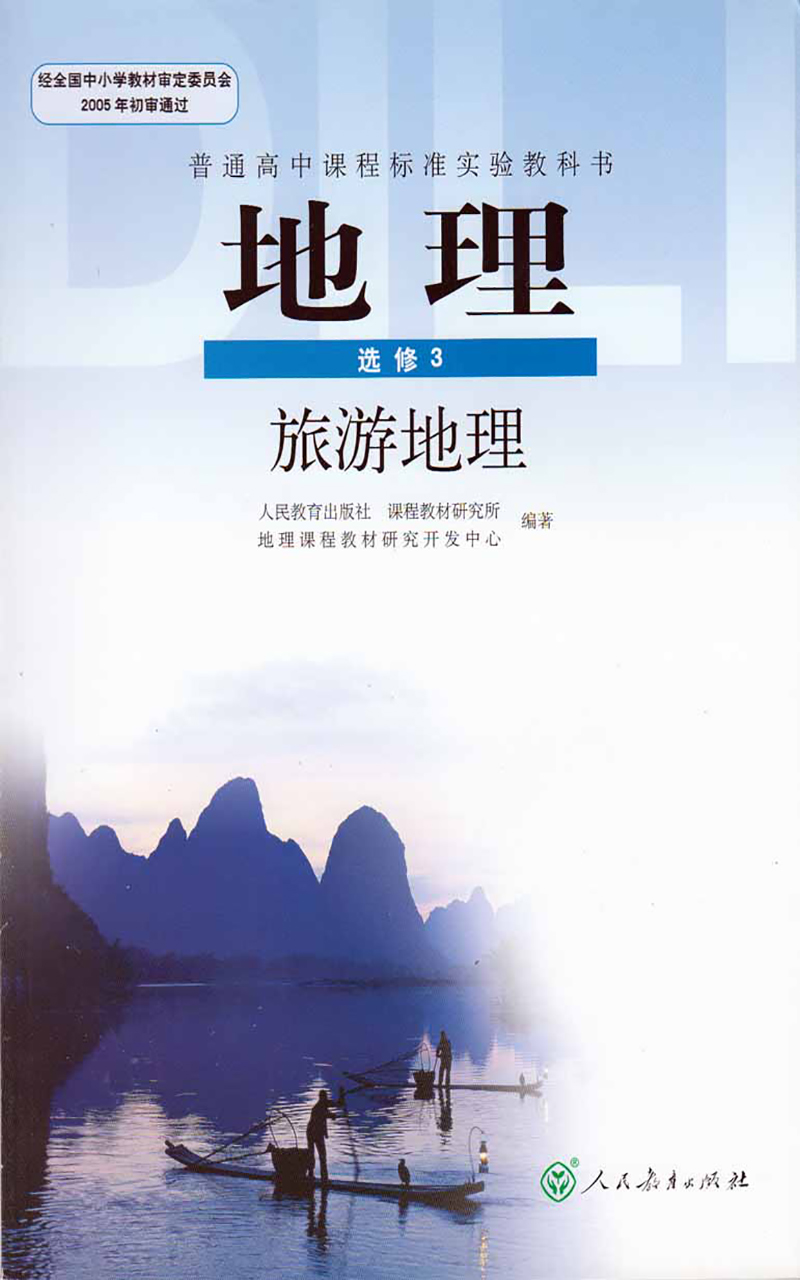 经全国中小学教材审定委员会
2005年初审通过
DILI
普通高中课程标准实验教科书
地理
选修3
旅游地理
人民教育出版社 课程教材研究所
地理课程教材研究开发中心
编著
®人民教育出版社